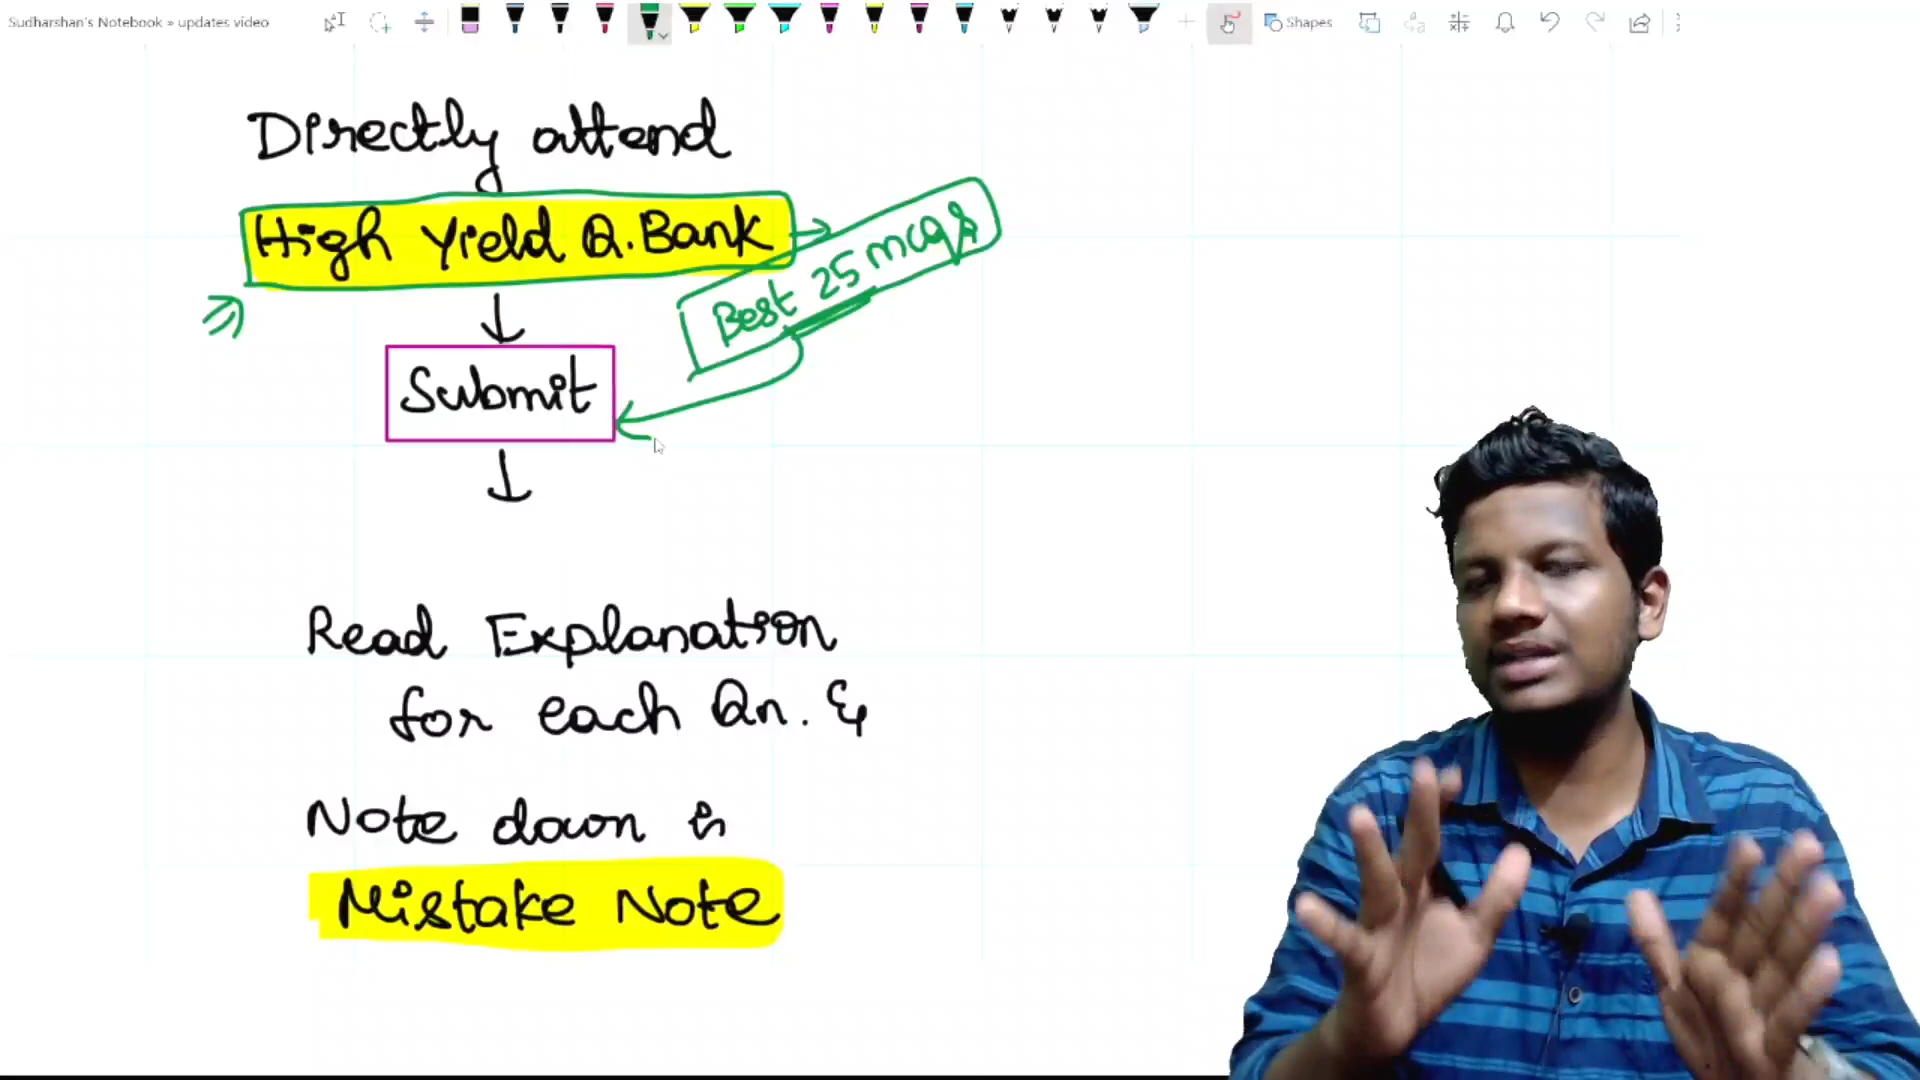 Sudharshan's Notebook » updates video
Shapes
Directly attend
High Yield Q.Bank
Best 25 mcqs
Submit
Read Explanation
for each Qn. &
Note down in
Mistake Note